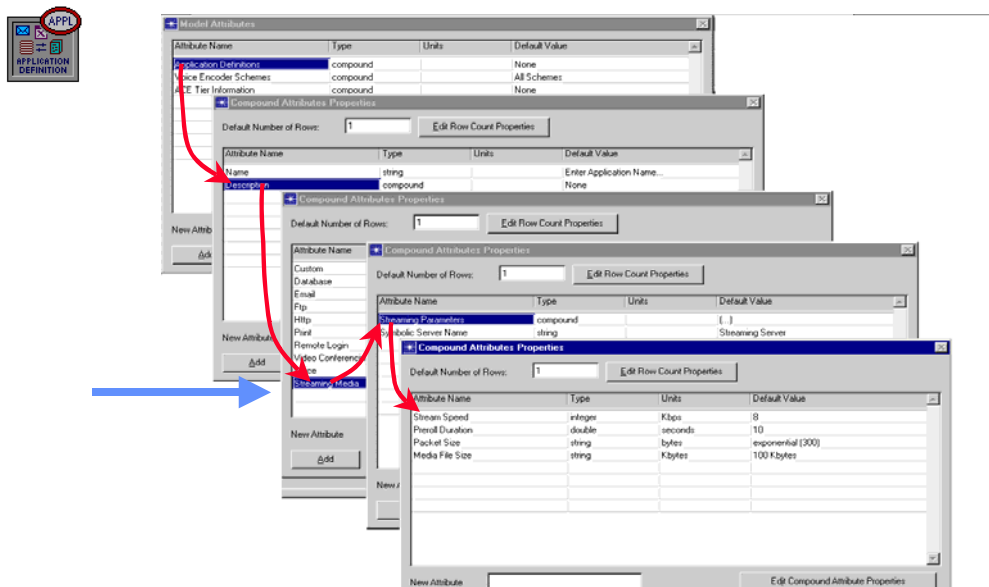 APPL
APPLICATION
DEFINITION
Model Attributes
Attribute Name Type Units Default Value
Application Definitions compound None
Voice Encoder Schemes compound All Schemes
ACE Tier Information compound None
New Attrib
Add
Compound Attributes Properties
Default Number of Rows: 1 Edit Row Count Properties
Attribute Name Type Units Default Value
Name string Enter Application Name...
Description compound None
New Attribute
Add
Compound Attributes Properties
Default Number of Rows: 1 Edit Row Count Properties
Attribute Name
Custom
Database
Email
Ftp
Http
Print
Remote Login
Video Conferencin
Streaming Media
New Attribute
Add
Compound Attributes Properties
Default Number of Rows: 1 Edit Row Count Properties
Attribute Name Type Units Default Value
Streaming Parameters compound (...)
Symbolic Server Name string Streaming Server
New A
Compound Attributes Properties
Default Number of Rows: 1 Edit Row Count Properties
Attribute Name Type Units Default Value
Stream Speed integer Kbps 8
Preroll Duration double seconds 10
Packet Size string bytes exponential (300)
Media File Size string Kbytes 100 Kbytes
New Attribute Edit Compound Attribute Properties